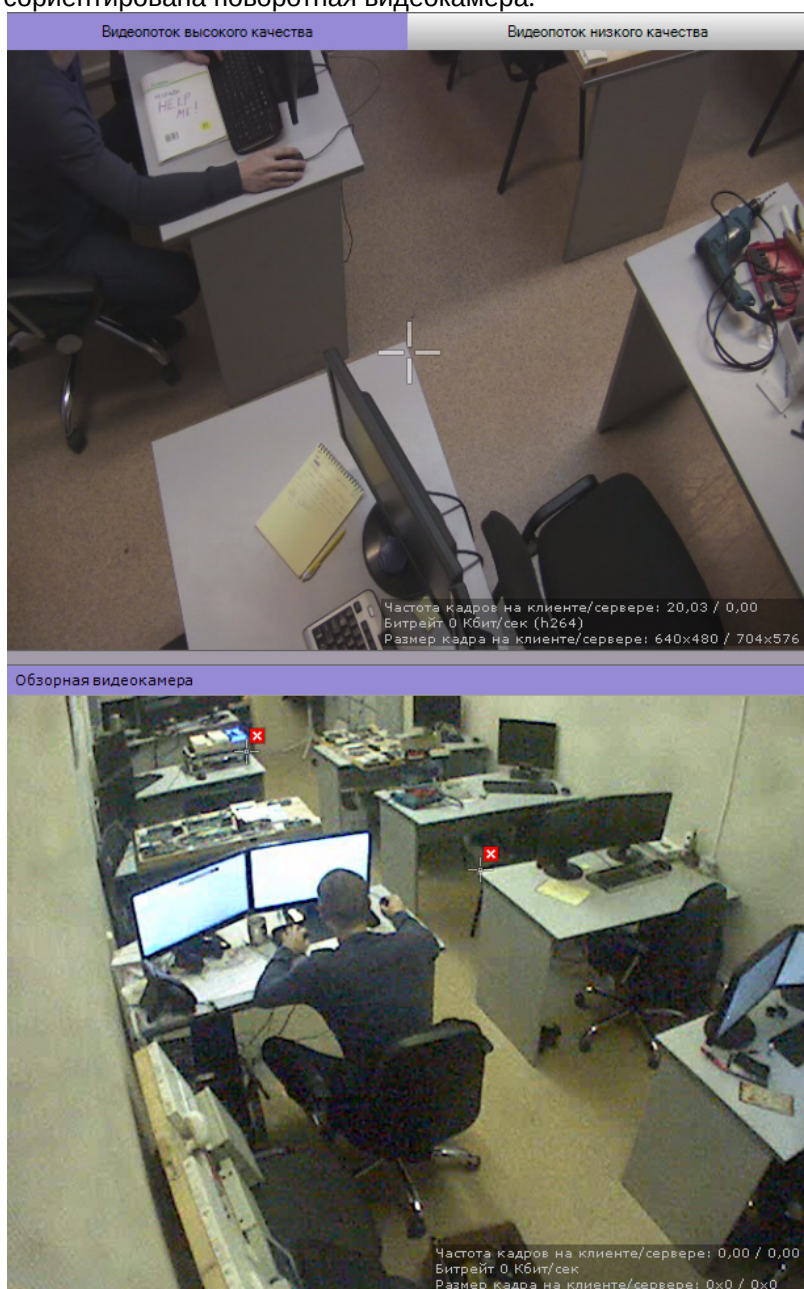 сориентирована поворотная видеокамера.
Видеопоток высокого качества
Видеопоток низкого качества
HELP
ME!
Частота кадров на клиенте/сервере: 20,03 / 0,00
Битрейт 0 Кбит/сек (h264)
Размер кадра на клиенте/сервере: 640x480 / 704x576
Обзорная видеокамера
Частота кадров на клиенте/сервере: 0,00 / 0,00
Битрейт 0 Кбит/сек
Размер кадра на клиенте/сервере: 0x0 / 0x0